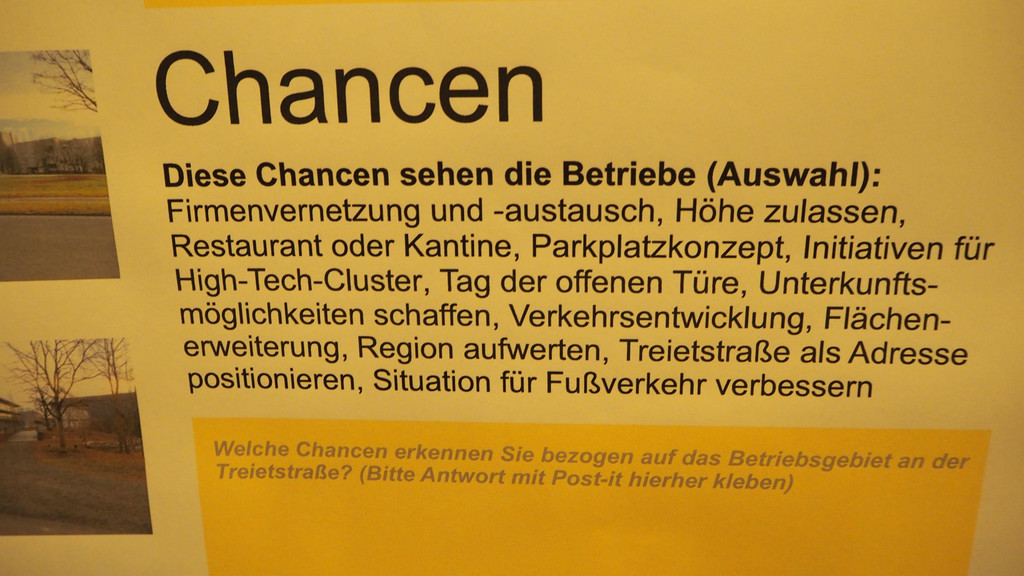 Chancen
Diese Chancen sehen die Betriebe (Auswahl):
Firmenvernetzung und -austausch, Höhe zulassen,
Restaurant oder Kantine, Parkplatzkonzept, Initiativen für
High-Tech-Cluster, Tag der offenen Türe, Unterkunfts-
möglichkeiten schaffen, Verkehrsentwicklung, Flächen-
erweiterung, Region aufwerten, Treietstraße als Adresse
positionieren, Situation für Fußverkehr verbessern
Welche Chancen erkennen Sie bezogen auf das Betriebsgebiet an der
Treietstraße? (Bitte Antwort mit Post-it hierher kleben)